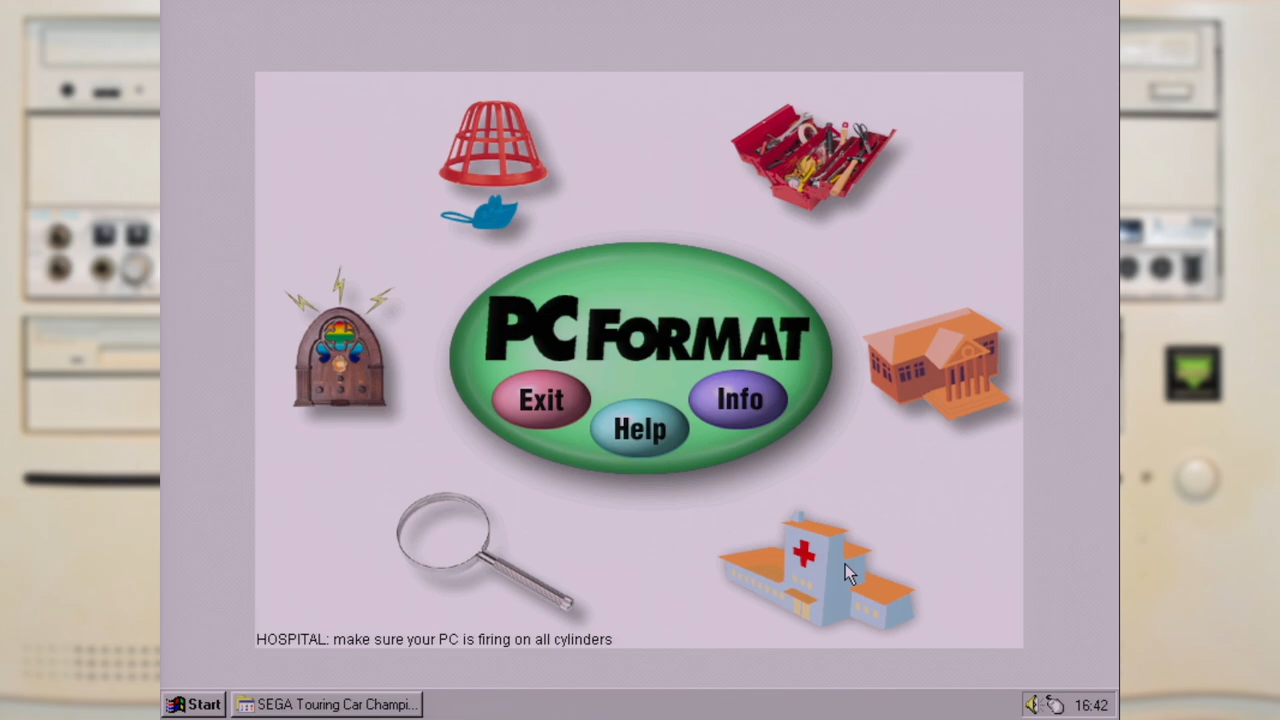 PC FORMAT
Exit
Help
Info
HOSPITAL: make sure your PC is firing on all cylinders
Start
SEGA Touring Car Champi...
16:42